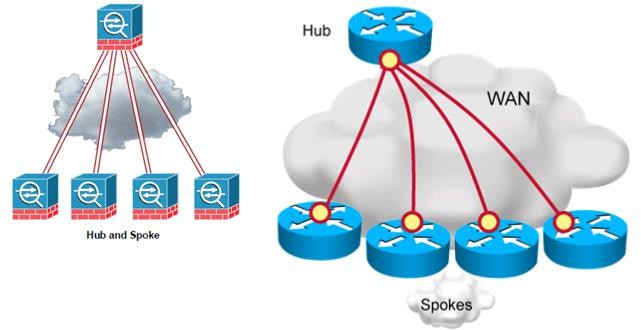 Hub and Spoke
Hub
WAN
Spokes